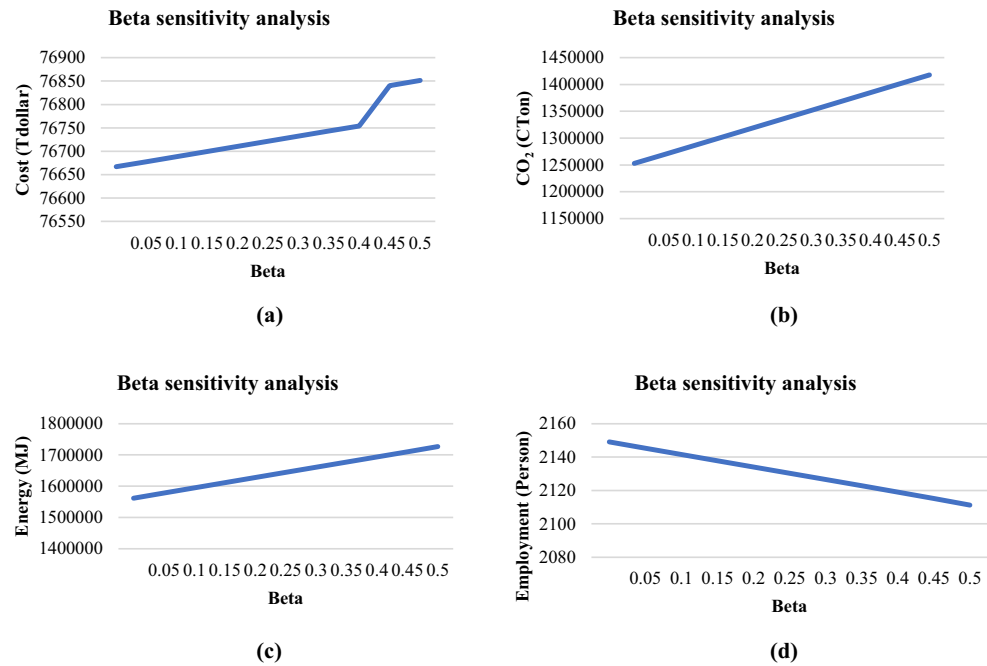 Beta sensitivity analysis
Cost (Tdollar)
76900
76850
76800
76750
76700
76650
76600
76550
0.05 0.1 0.15 0.2 0.25 0.3 0.35 0.4 0.45 0.5
Beta
(a)
Beta sensitivity analysis
CO₂ (CTon)
1450000
1400000
1350000
1300000
1250000
1200000
1150000
0.05 0.1 0.15 0.2 0.25 0.3 0.35 0.4 0.45 0.5
Beta
(b)
Beta sensitivity analysis
Energy (MJ)
1800000
1700000
1600000
1500000
1400000
0.05 0.1 0.15 0.2 0.25 0.3 0.35 0.4 0.45 0.5
Beta
(c)
Beta sensitivity analysis
Employment (Person)
2160
2140
2120
2100
2080
0.05 0.1 0.15 0.2 0.25 0.3 0.35 0.4 0.45 0.5
Beta
(d)